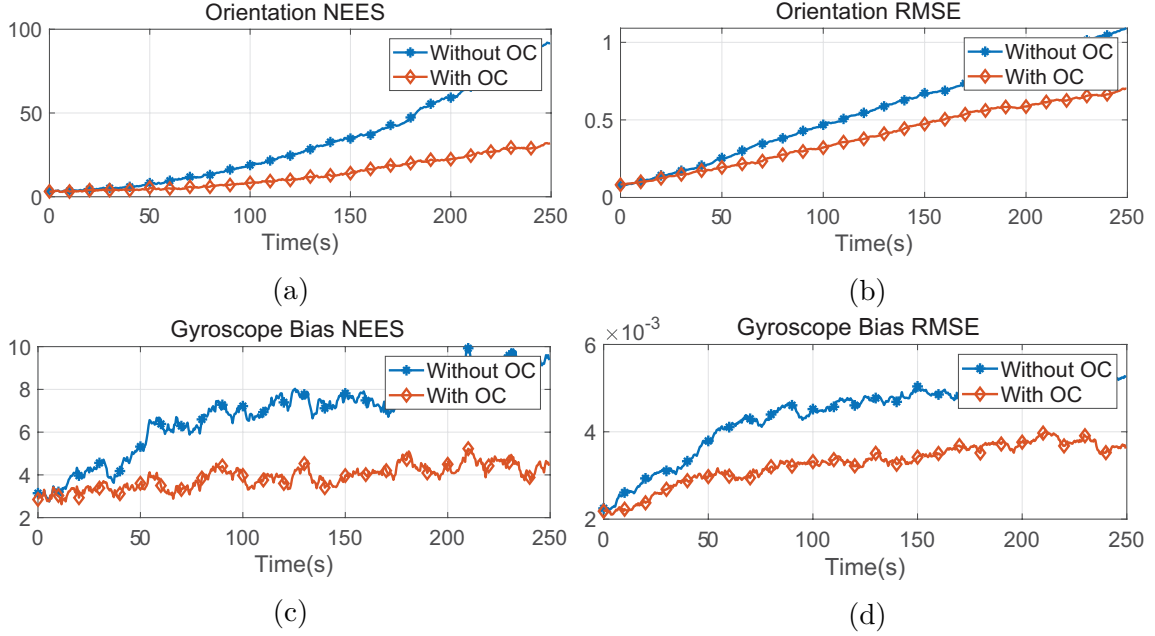 Orientation NEES
100
50
0
Without OC
With OC
0 50 100 150 200 250
Time(s)
(a)
Orientation RMSE
1
0.5
0
Without OC
With OC
0 50 100 150 200 250
Time(s)
(b)
Gyroscope Bias NEES
10
8
6
4
2
Without OC
With OC
0 50 100 150 200 250
Time(s)
(c)
×10⁻³ Gyroscope Bias RMSE
6
4
2
Without OC
With OC
0 50 100 150 200 250
Time(s)
(d)